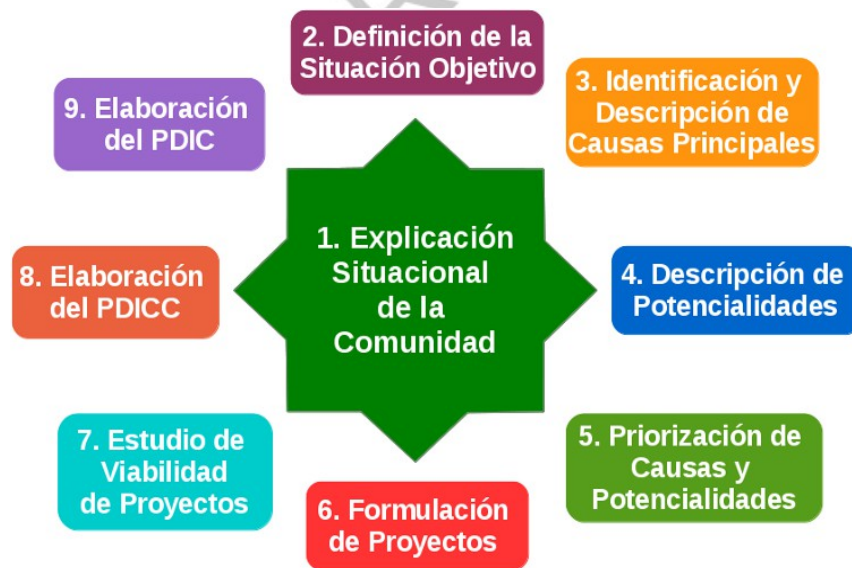 1. Explicación
Situacional
de la
Comunidad
2. Definición de la
Situación Objetivo
3. Identificación y
Descripción de
Causas Principales
4. Descripción de
Potencialidades
5. Priorización de
Causas y
Potencialidades
6. Formulación
de Proyectos
7. Estudio de
Viabilidad
de Proyectos
8. Elaboración
del PDICC
9. Elaboración
del PDIC